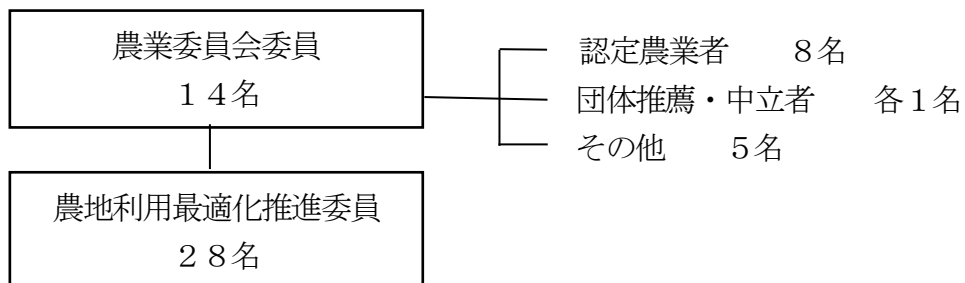 農業委員会委員
１４名
認定農業者　　８名
団体推薦・中立者　　各１名
その他　　５名
農地利用最適化推進委員
２８名